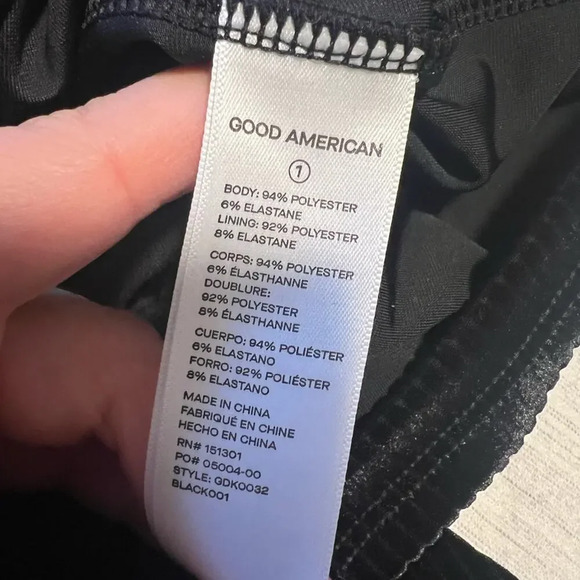 GOOD AMERICAN
1
BODY: 94% POLYESTER
6% ELASTANE
LINING: 92% POLYESTER
8% ELASTANE
CORPS: 94% POLYESTER
6% ÉLASTHANNE
DOUBLURE:
92% POLYESTER
8% ÉLASTHANNE
CUERPO: 94% POLIÉSTER
6% ELASTANO
FORRO: 92% POLIÉSTER
8% ELASTANO
MADE IN CHINA
FABRIQUÉ EN CHINE
HECHO EN CHINA
RN# 151301
PO# 05004-00
STYLE: GDK0032
BLACK001